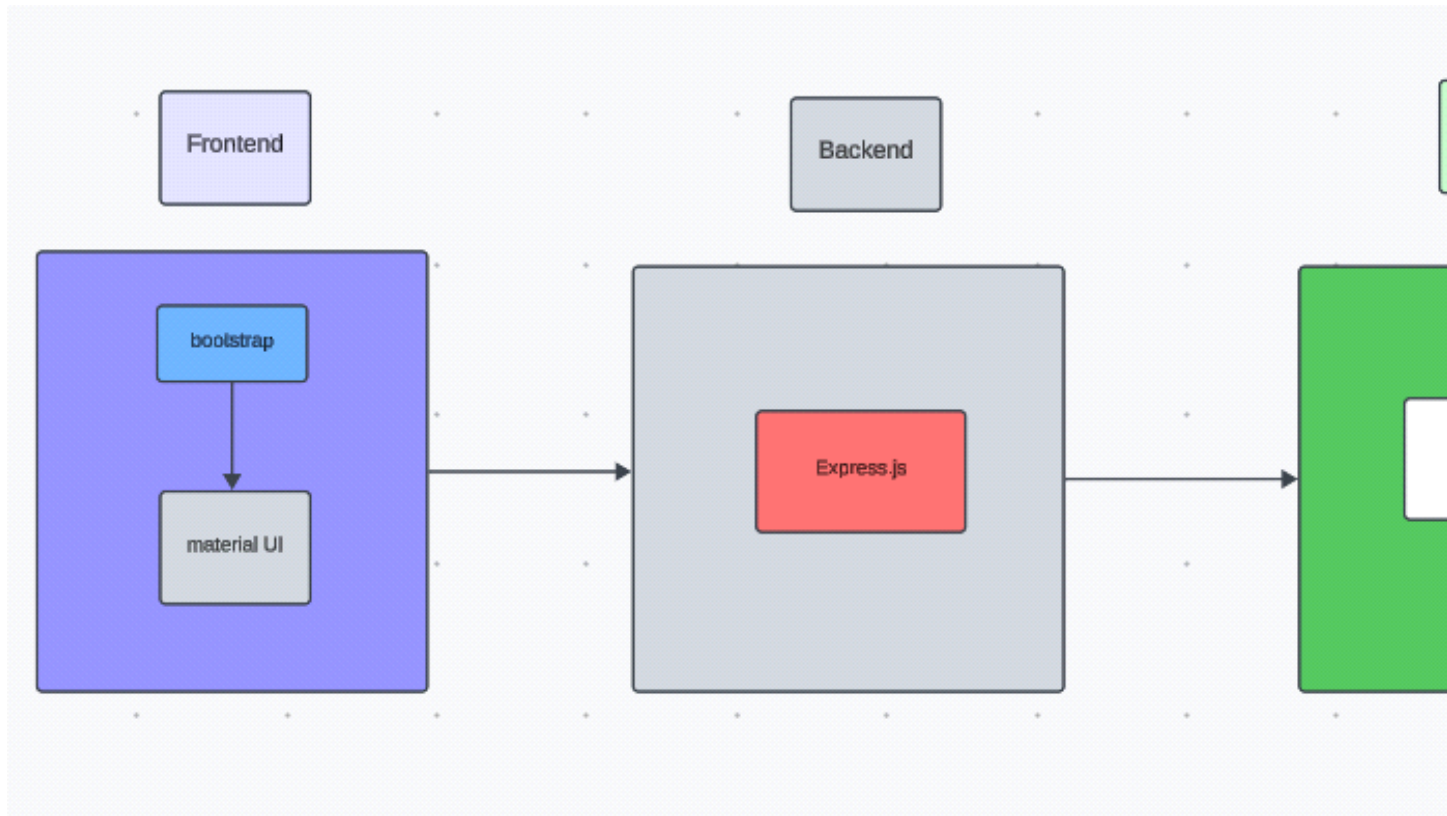 Frontend
Backend
bootstrap
material UI
Express.js